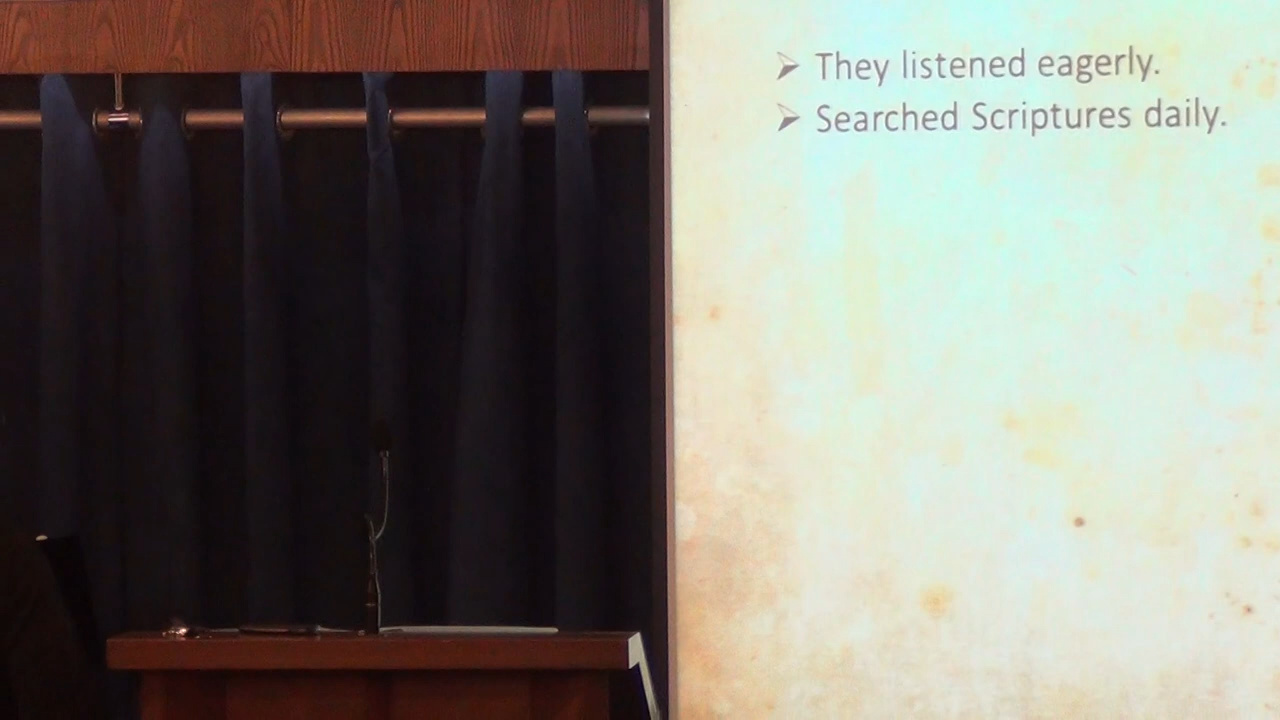 ➢ They listened eagerly.
➢ Searched Scriptures daily.